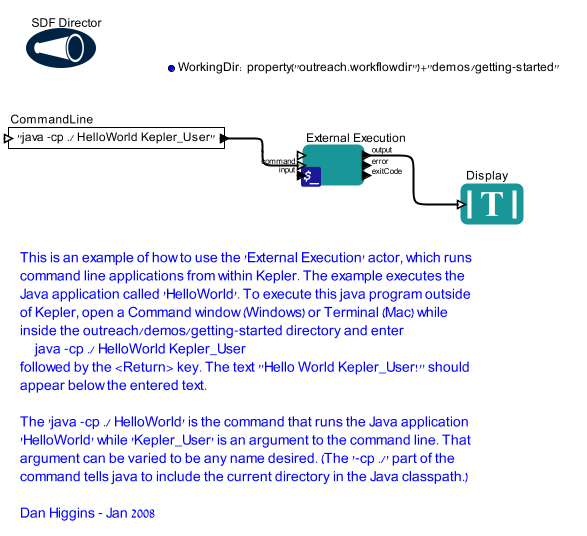 SDF Director
WorkingDir: property("outreach.workflowdir")+"demos/getting-started"
CommandLine
"java -cp ./ HelloWorld Kepler_User"
External Execution
command
input
output
error
exitCode
$_
Display
T
This is an example of how to use the 'External Execution' actor, which runs
command line applications from within Kepler. The example executes the
Java application called 'HelloWorld'. To execute this java program outside
of Kepler, open a Command window (Windows) or Terminal (Mac) while
inside the outreach/demos/getting-started directory and enter
java -cp ./ HelloWorld Kepler_User
followed by the <Return> key. The text "Hello World Kepler_User!" should
appear below the entered text.
The 'java -cp ./ HelloWorld' is the command that runs the Java application
'HelloWorld' while 'Kepler_User' is an argument to the command line. That
argument can be varied to be any name desired. (The '-cp ./' part of the
command tells java to include the current directory in the Java classpath.)
Dan Higgins - Jan 2008